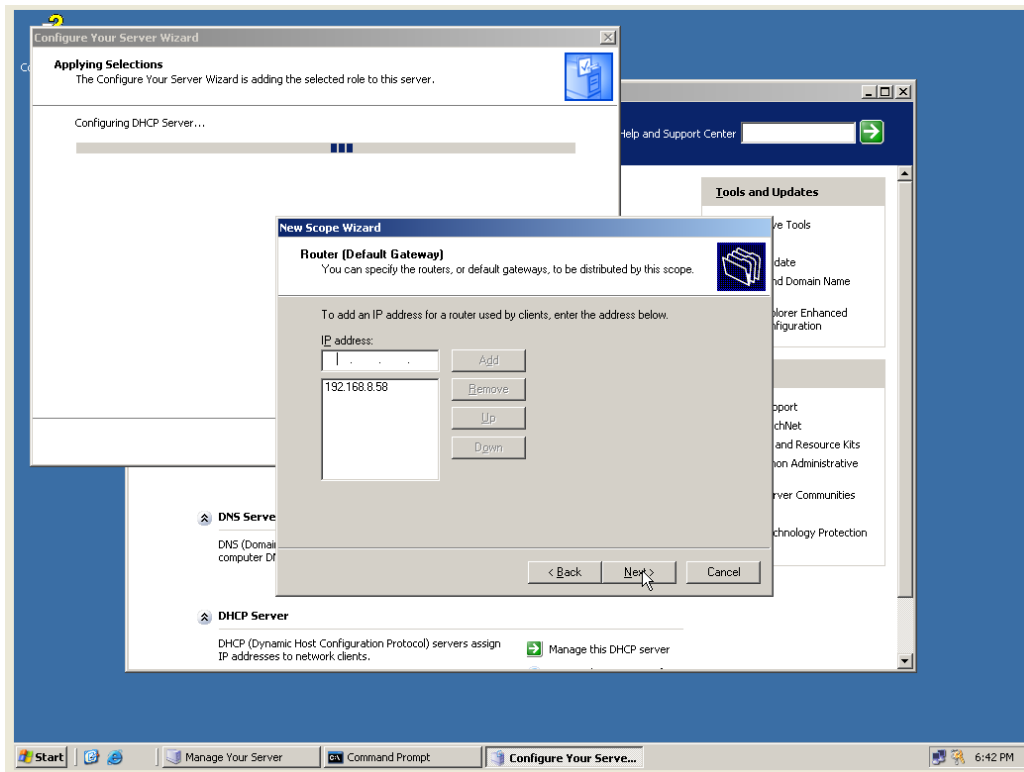 Configure Your Server Wizard
Applying Selections
The Configure Your Server Wizard is adding the selected role to this server.
Configuring DHCP Server...
Help and Support Center
Tools and Updates
ve Tools
date
nd Domain Name
plorer Enhanced
nfiguration
New Scope Wizard
Router (Default Gateway)
You can specify the routers, or default gateways, to be distributed by this scope.
To add an IP address for a router used by clients, enter the address below.
IP address:
. . .
Add
192.168.8.58
Remove
Up
Down
< Back
Next >
Cancel
pport
chNet
and Resource Kits
mon Administrative
rver Communities
chnology Protection
DNS Serve
DNS (Domai
computer DN
DHCP Server
DHCP (Dynamic Host Configuration Protocol) servers assign
IP addresses to network clients.
Manage this DHCP server
Start
Manage Your Server
Command Prompt
Configure Your Serve...
6:42 PM